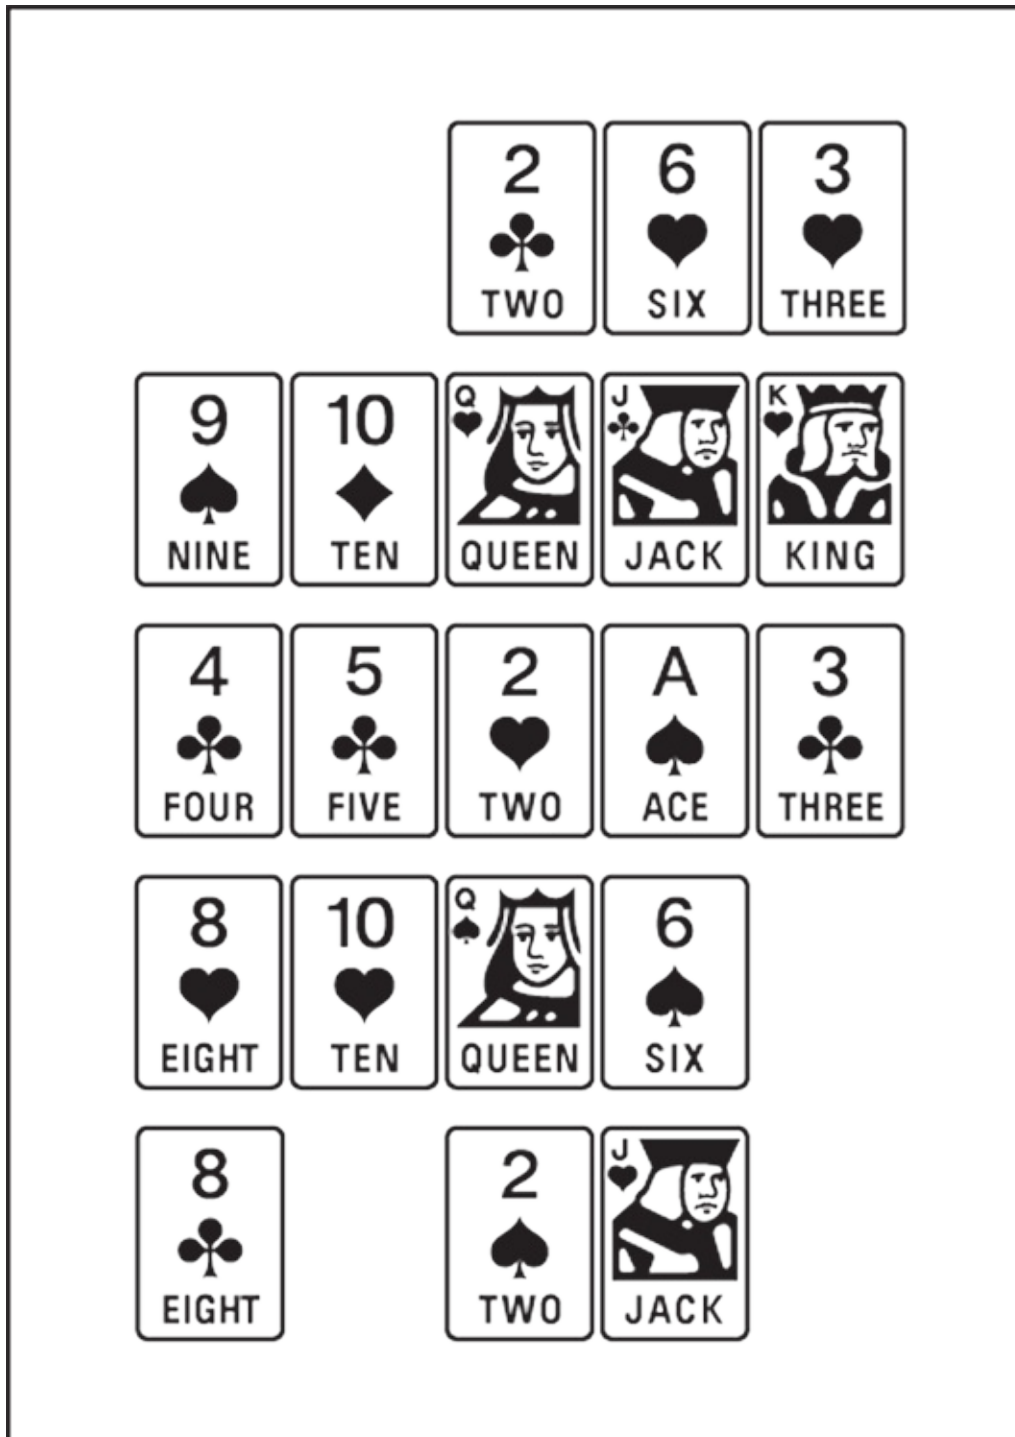 2 6 3
TWO SIX THREE
9 10 Q J K
NINE TEN QUEEN JACK KING
4 5 2 A 3
FOUR FIVE TWO ACE THREE
8 10 Q 6
EIGHT TEN QUEEN SIX
8 2 J
EIGHT TWO JACK